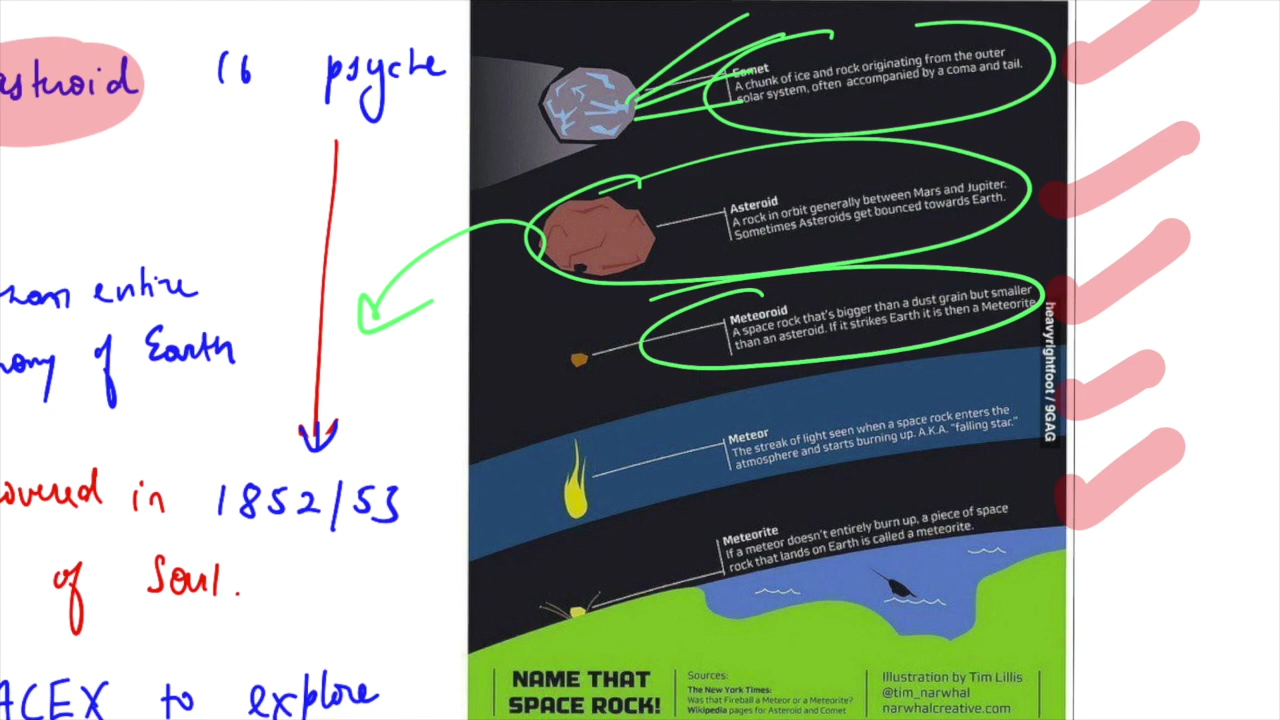 asteroid 16 psyche
entire
of Earth
overed in 1852/53
of Soul.
ACEX to explore
Comet
A chunk of ice and rock originating from the outer
solar system, often accompanied by a coma and tail.
Asteroid
A rock in orbit generally between Mars and Jupiter.
Sometimes Asteroids get bounced towards Earth.
Meteoroid
A space rock that's bigger than a dust grain but smaller
than an asteroid. If it strikes Earth it is then a Meteorite
heavyrightfoot / 9GAG
Meteor
The streak of light seen when a space rock enters the
atmosphere and starts burning up. A.K.A. "falling star."
Meteorite
If a meteor doesn't entirely burn up, a piece of space
rock that lands on Earth is called a meteorite.
NAME THAT
SPACE ROCK!
Sources:
The New York Times:
Was that Fireball a Meteor or a Meteorite?
Wikipedia pages for Asteroid and Comet
Illustration by Tim Lillis
@tim_narwhal
narwhalcreative.com